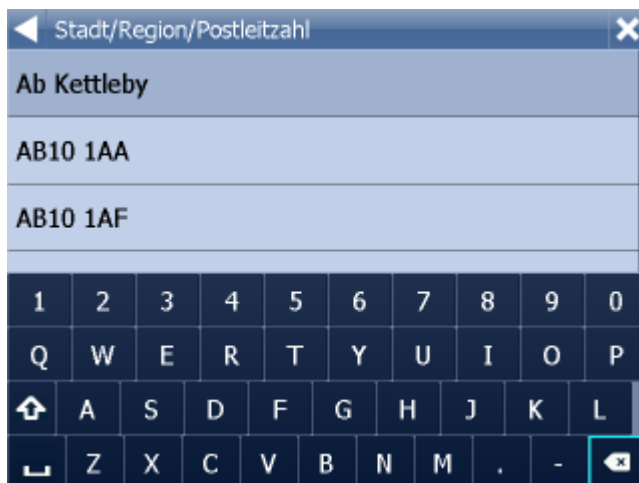 Stadt/Region/Postleitzahl
Ab Kettleby
AB10 1AA
AB10 1AF
1 2 3 4 5 6 7 8 9 0
Q W E R T Y U I O P
A S D F G H J K L
Z X C V B N M . -